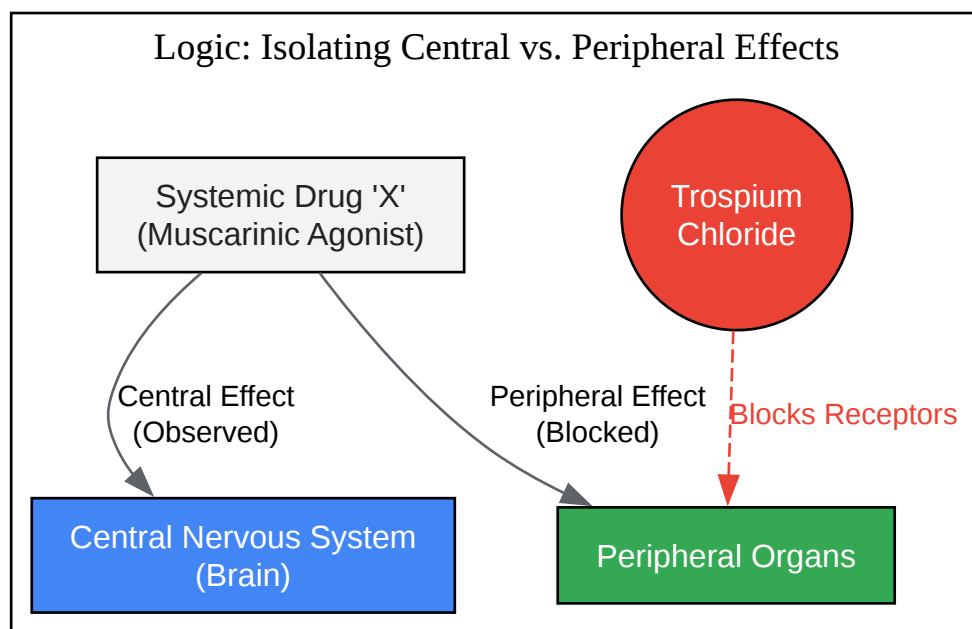 Logic: Isolating Central vs. Peripheral Effects
Systemic Drug 'X'
(Muscarinic Agonist)
Trospium
Chloride
Central Effect
(Observed)
Peripheral Effect
(Blocked)
Blocks Receptors
Central Nervous System
(Brain)
Peripheral Organs